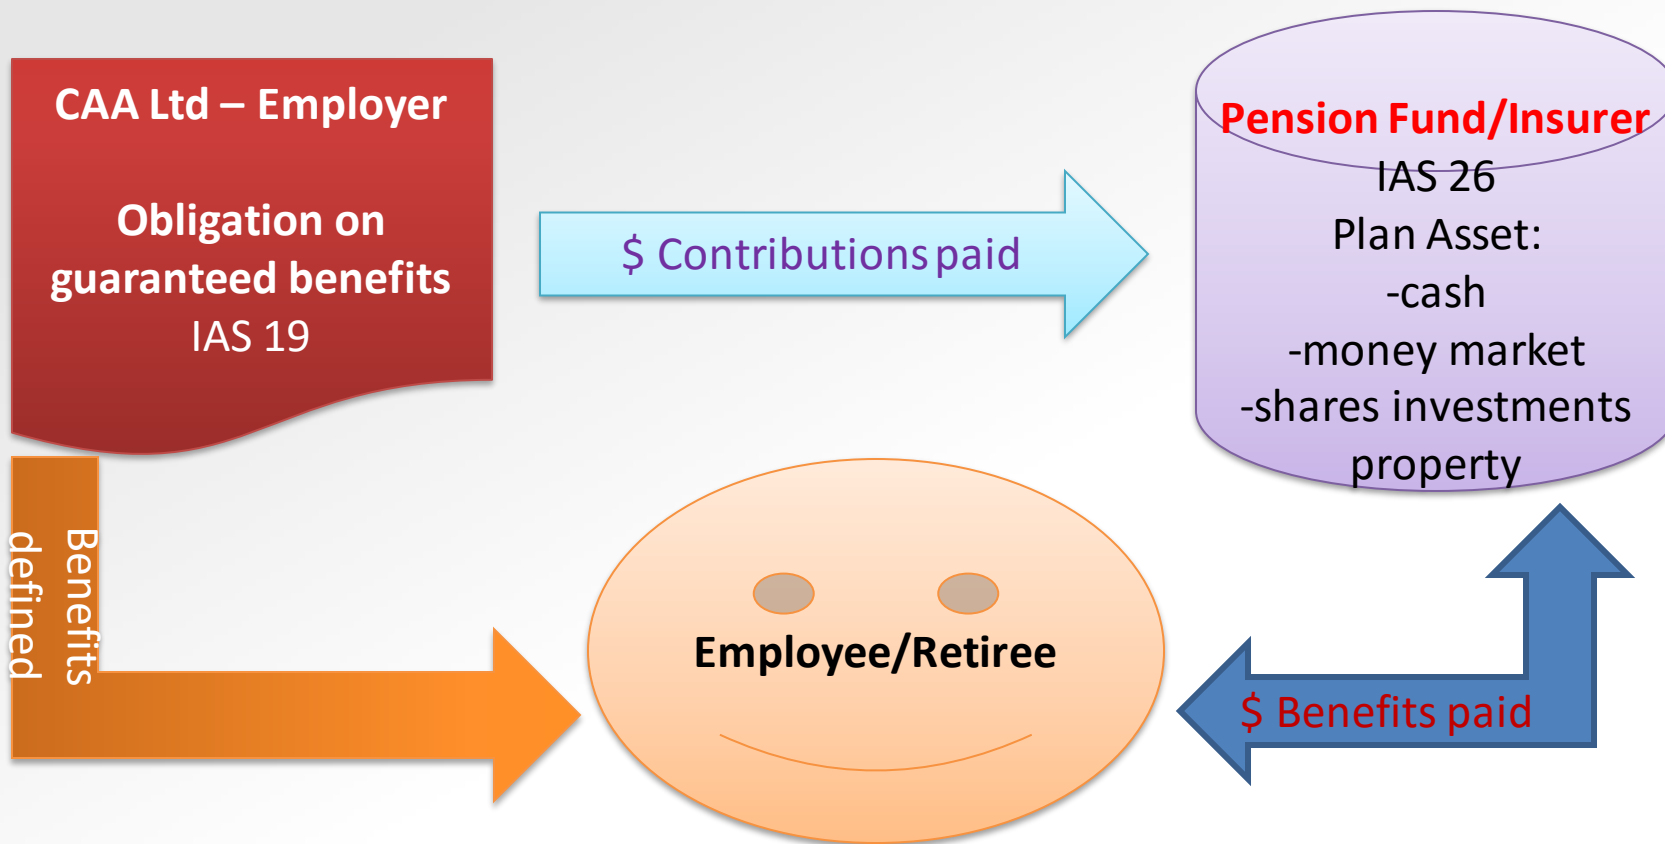 CAA Ltd – Employer
Obligation on
guaranteed benefits
IAS 19
$ Contributions paid
Pension Fund/Insurer
IAS 26
Plan Asset:
-cash
-money market
-shares investments
property
Benefits
defined
Employee/Retiree
$ Benefits paid